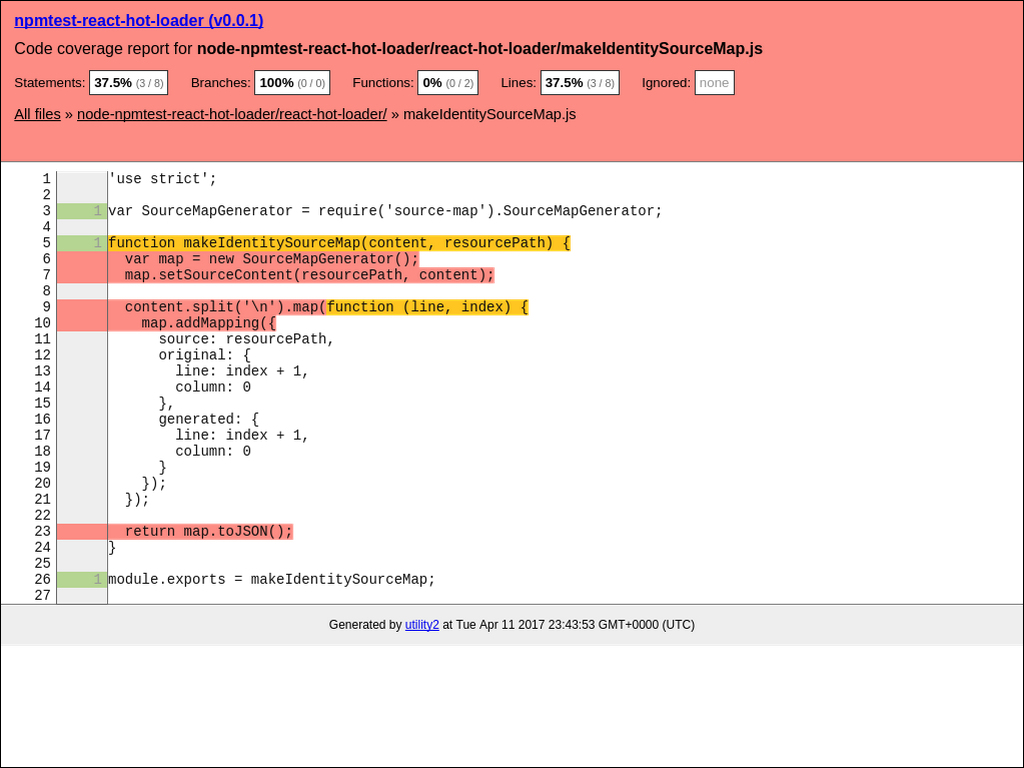 npmtest-react-hot-loader (v0.0.1)
Code coverage report for node-npmtest-react-hot-loader/react-hot-loader/makeIdentitySourceMap.js
Statements: 37.5% (3 / 8) Branches: 100% (0 / 0) Functions: 0% (0 / 2) Lines: 37.5% (3 / 8) Ignored: none
All files » node-npmtest-react-hot-loader/react-hot-loader/ » makeIdentitySourceMap.js
1 'use strict';
2
3 1 var SourceMapGenerator = require('source-map').SourceMapGenerator;
4
5 1 function makeIdentitySourceMap(content, resourcePath) {
6   var map = new SourceMapGenerator();
7   map.setSourceContent(resourcePath, content);
8
9   content.split('\n').map(function (line, index) {
10     map.addMapping({
11       source: resourcePath,
12       original: {
13         line: index + 1,
14         column: 0
15       },
16       generated: {
17         line: index + 1,
18         column: 0
19       }
20     });
21   });
22
23   return map.toJSON();
24 }
25
26 1 module.exports = makeIdentitySourceMap;
27
Generated by utility2 at Tue Apr 11 2017 23:43:53 GMT+0000 (UTC)